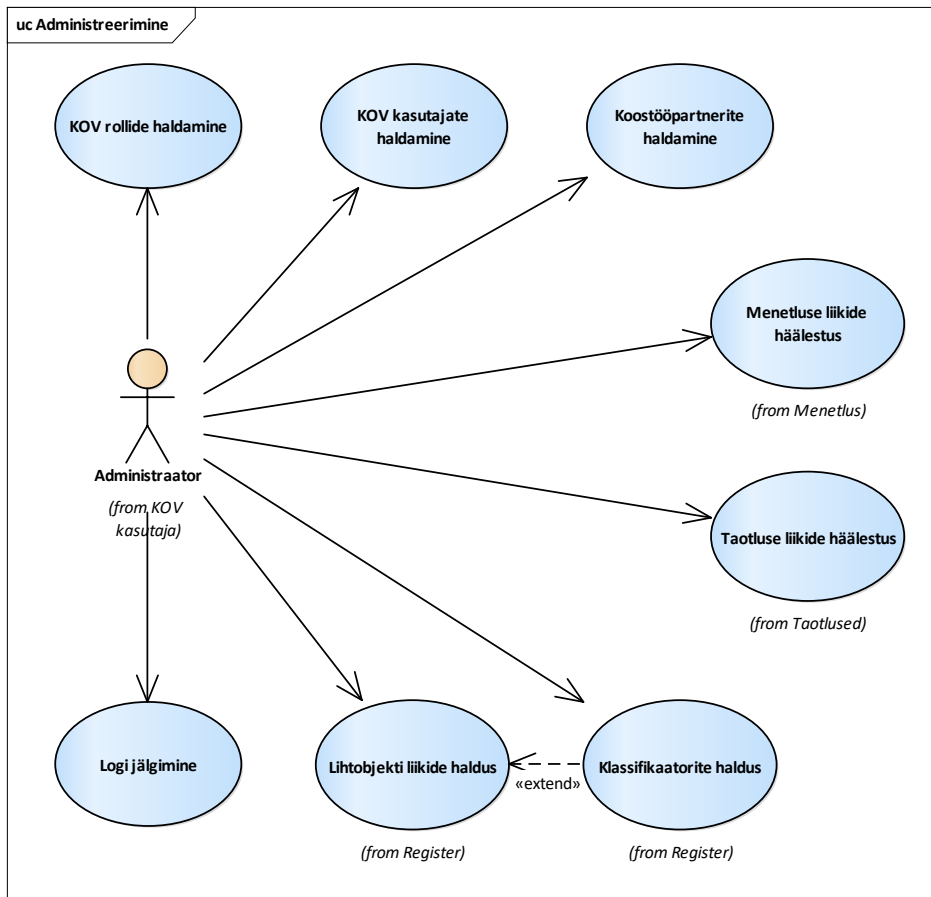 uc Administreerimine
KOV rollide haldamine
KOV kasutajate
haldamine
Koostööpartnerite
haldamine
Menetluse liikide
häälestus
(from Menetlus)
Administraator
(from KOV
kasutaja)
Taotluse liikide häälestus
(from Taotlused)
Logi jälgimine
Lihtobjekti liikide haldus
(from Register)
«extend»
Klassifikaatorite haldus
(from Register)